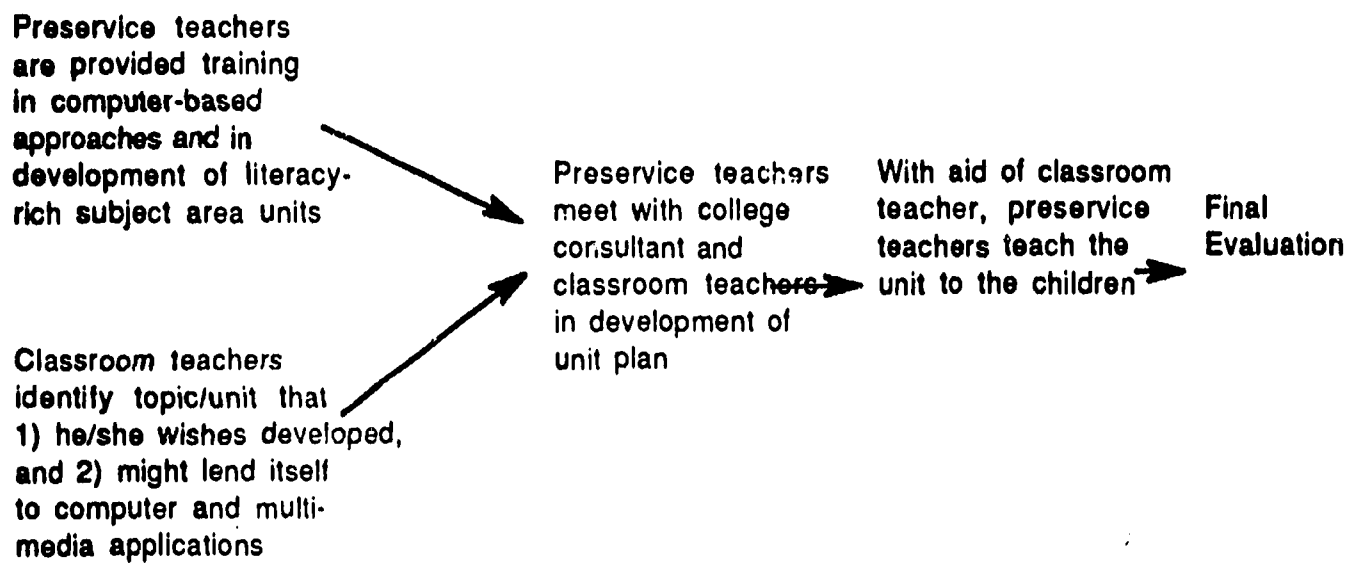 Preservice teachers
are provided training
in computer-based
approaches and in
development of literacy-
rich subject area units
Classroom teachers
identify topic/unit that
1) he/she wishes developed,
and 2) might lend itself
to computer and multi-
media applications
Preservice teachers
meet with college
consultant and
classroom teachers
in development of
unit plan
With aid of classroom
teacher, preservice
teachers teach the
unit to the children
Final
Evaluation